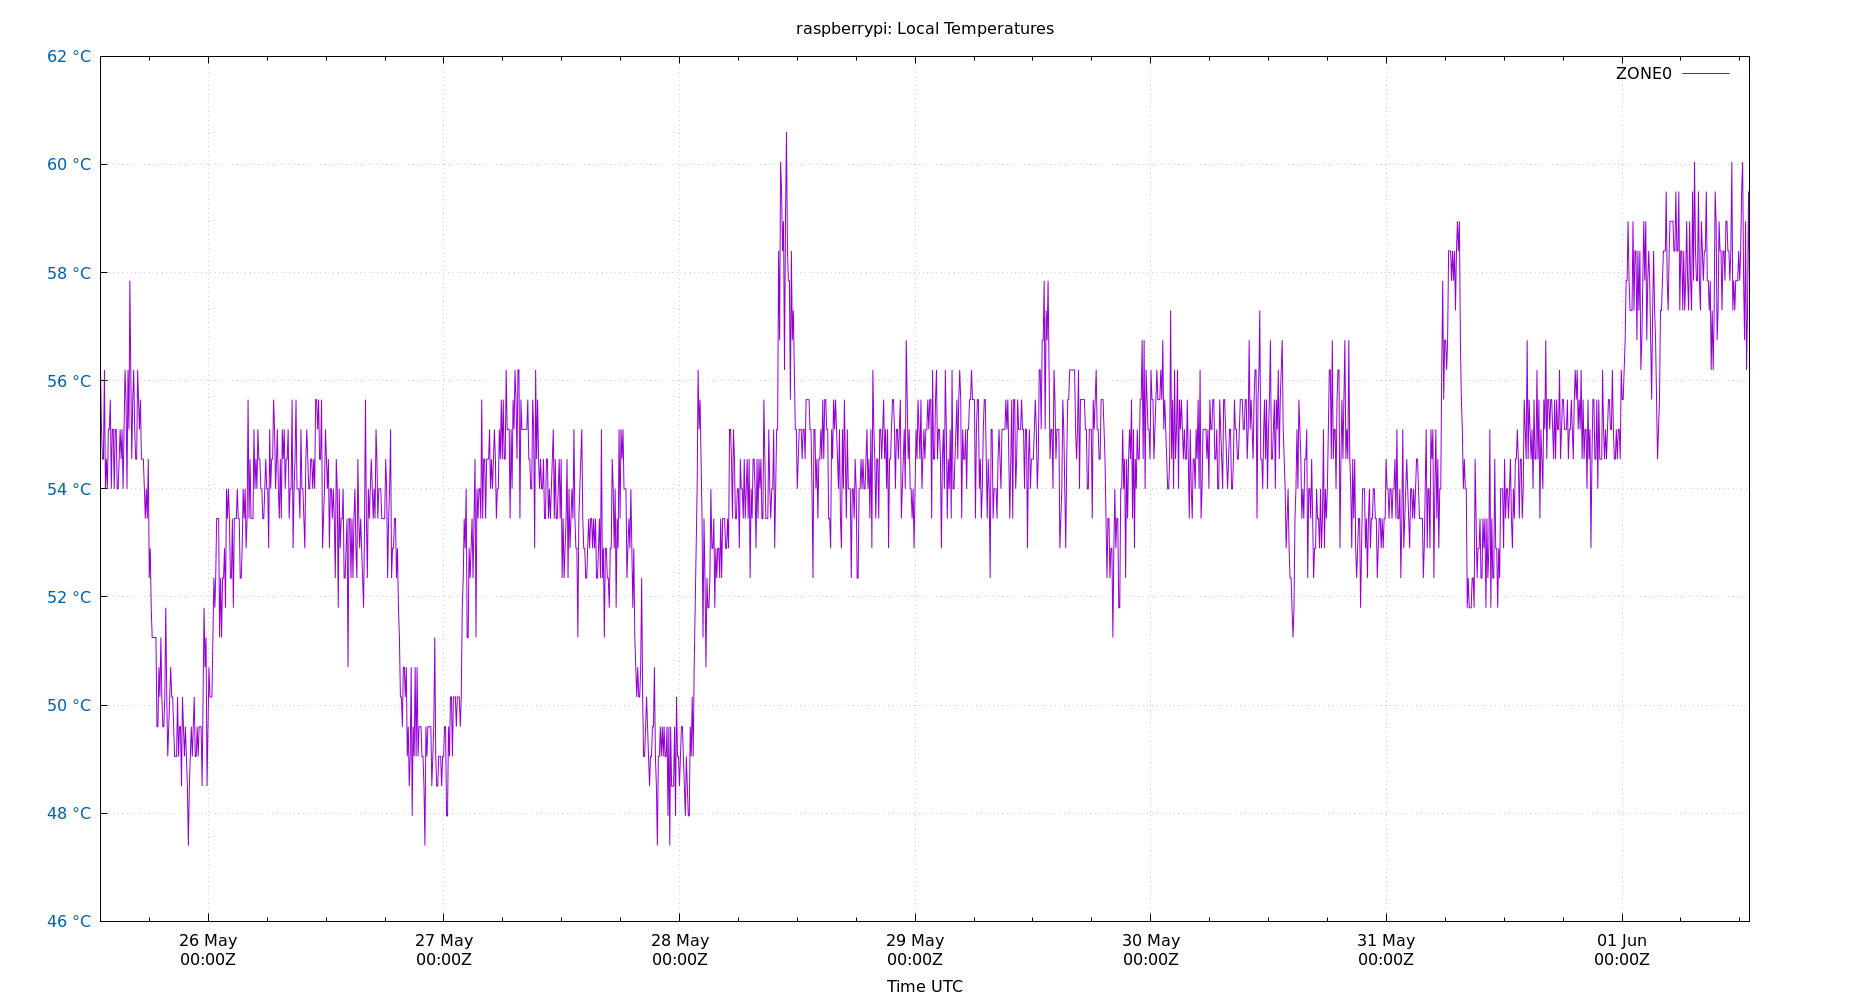 raspberrypi: Local Temperatures
62 °C
ZONE0
60 °C
58 °C
56 °C
54 °C
52 °C
50 °C
48 °C
46 °C
26 May 27 May 28 May 29 May 30 May 31 May 01 Jun
00:00Z 00:00Z 00:00Z 00:00Z 00:00Z 00:00Z 00:00Z
Time UTC